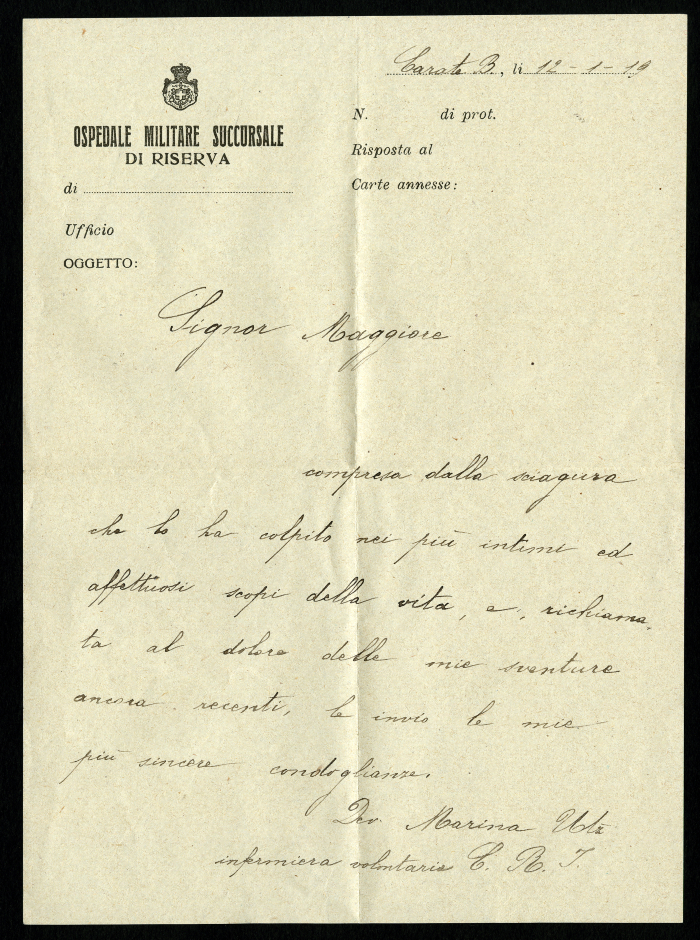 Carate B., li 12-1-19
OSPEDALE MILITARE SUCCURSALE
DI RISERVA
di
Ufficio
OGGETTO:
N. di prot.
Risposta al
Carte annesse:
Signor Maggiore
compresa dalla sciagura
che lo ha colpito nei più intimi ed
affettuosi scopi della vita, e, richiama-
ta al dolore delle mie sventure
ancora recenti, le invio le mie
più sincere condoglianze.
Dev. Marina Utz
infermiera volontaria C. R. I